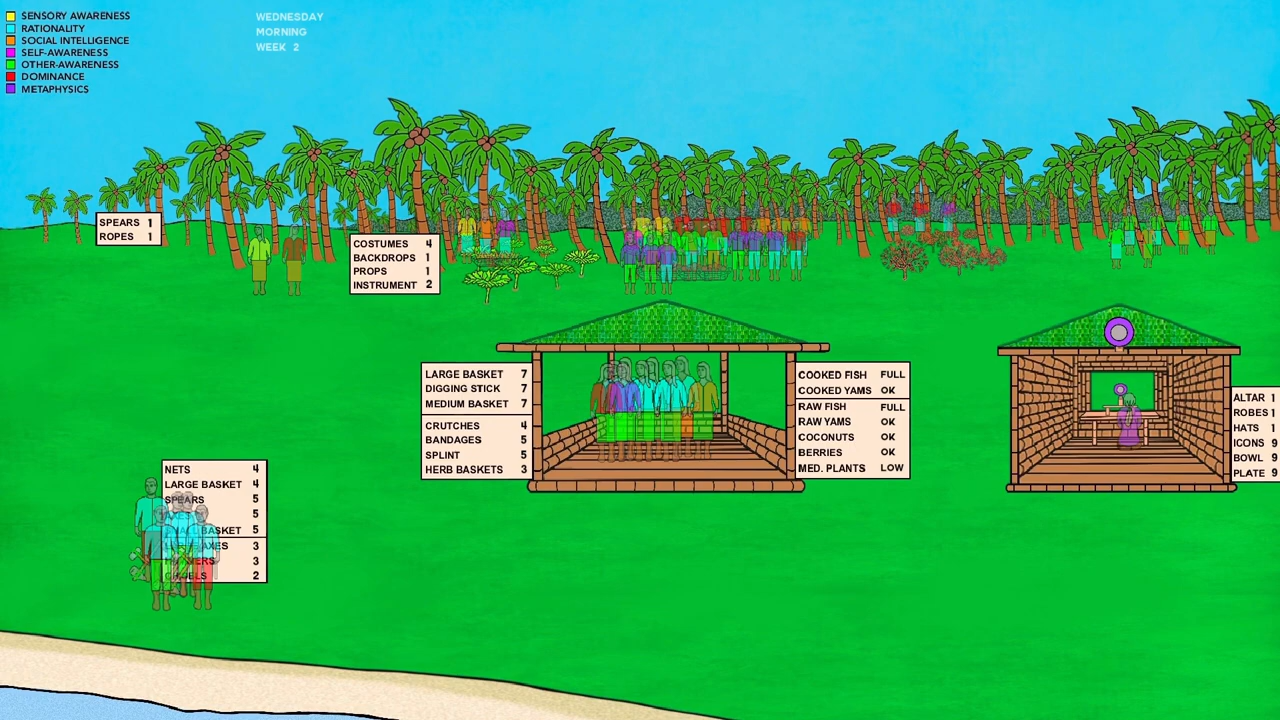 SENSORY AWARENESS
RATIONALITY
SOCIAL INTELLIGENCE
SELF-AWARENESS
OTHER-AWARENESS
DOMINANCE
METAPHYSICS
WEDNESDAY
MORNING
WEEK 2
SPEARS 1
ROPES 1
COSTUMES 4
BACKDROPS 1
PROPS 1
INSTRUMENT 2
LARGE BASKET 7
DIGGING STICK 7
MEDIUM BASKET 7
CRUTCHES 4
BANDAGES 5
SPLINT 5
HERB BASKETS 3
COOKED FISH FULL
COOKED YAMS OK
RAW FISH FULL
RAW YAMS OK
COCONUTS OK
BERRIES OK
MED. PLANTS LOW
ALTAR 1
ROBES 1
HATS 1
ICONS 9
BOWL 9
PLATE 9
NETS 4
LARGE BASKET 4
SPEARS 5
5
BASKET 5
3
3
2